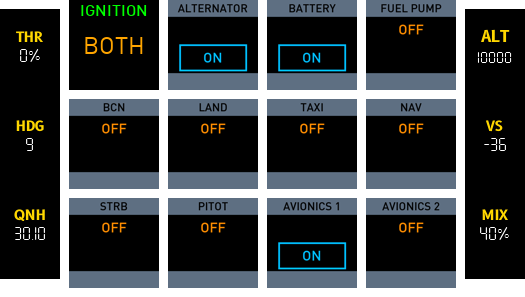 THR
0%
HDG
9
QNH
30.10
IGNITION
BOTH
ALTERNATOR
ON
BATTERY
ON
FUEL PUMP
OFF
BCN
OFF
LAND
OFF
TAXI
OFF
NAV
OFF
STRB
OFF
PITOT
OFF
AVIONICS 1
ON
AVIONICS 2
OFF
ALT
10000
VS
-36
MIX
40%